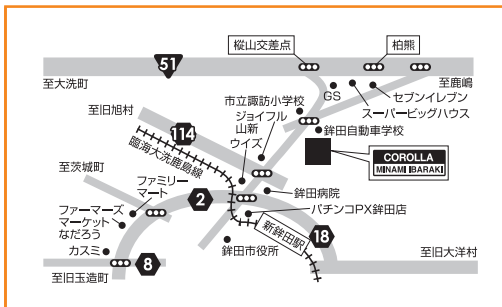 樅山交差点
柏熊
51
至大洗町
至鹿嶋
セブンイレブン
GS
スーパービッグハウス
市立諏訪小学校
至旧旭村
ジョイフル
山新
114
鉾田自動車学校
臨海大洗鹿島線
ウイズ
COROLLA
MINAMI IBARAKI
至茨城町
ファミリー
マート
2
鉾田病院
パチンコPX鉾田店
ファーマーズ
マーケット
なだろう
新鉾田駅
18
カスミ
鉾田市役所
8
至旧大洋村
至旧玉造町